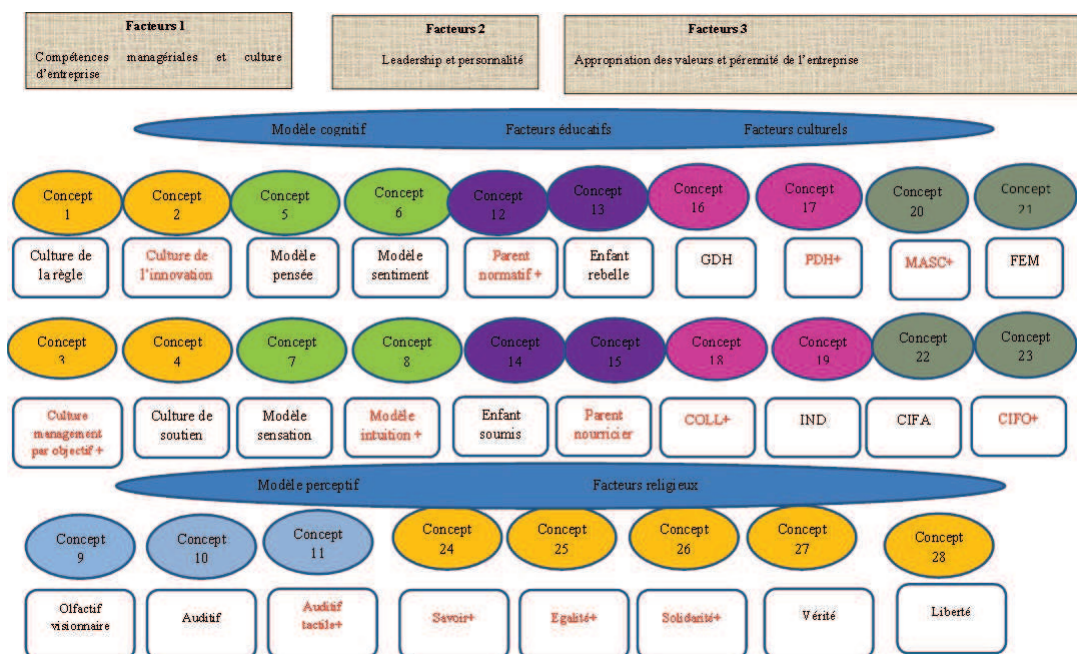 Facteurs 1
Compétences managériales et culture
d'entreprise
Facteurs 2
Leadership et personnalité
Facteurs 3
Appropriation des valeurs et pérennité de l'entreprise
Modèle cognitif Facteurs éducatifs Facteurs culturels
Concept Concept Concept Concept Concept Concept Concept Concept Concept Concept
1 2 5 6 12 13 16 17 20 21
Culture de Culture de Modèle Modèle Parent Enfant GDH PDH+ MASC+ FEM
la règle l'innovation pensée sentiment normatif + rebelle
Concept Concept Concept Concept Concept Concept Concept Concept Concept Concept
3 4 7 8 14 15 18 19 22 23
Culture Culture de Modèle Modèle Enfant Parent COLL+ IND CIFA CIFO+
management soutien sensation intuition + soumis nourricier
par objectif +
Modèle perceptif Facteurs religieux
Concept Concept Concept Concept Concept Concept Concept Concept
9 10 11 24 25 26 27 28
Olfactif Auditif Auditif Savoir+ Egalité+ Solidarité+ Vérité Liberté
visionnaire tactils+